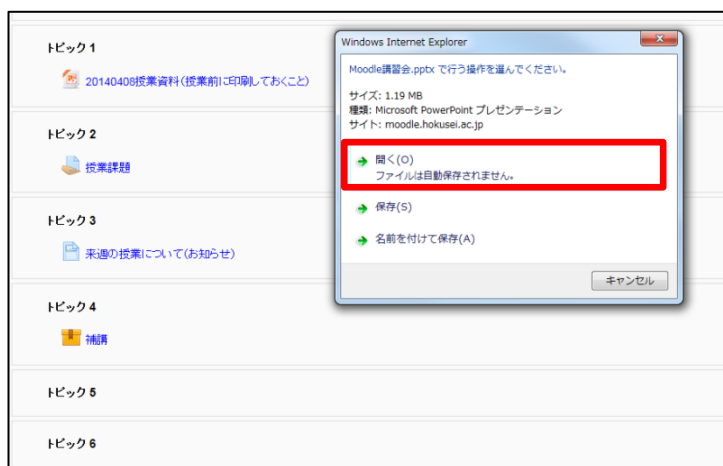 トピック 1
20140408授業資料(授業前に印刷しておくこと)
トピック 2
授業課題
トピック 3
来週の授業について(お知らせ)
トピック 4
補講
トピック 5
トピック 6
Windows Internet Explorer
Moodle講習会.pptx で行う操作を選んでください。
サイズ: 1.19 MB
種類: Microsoft PowerPoint プレゼンテーション
サイト: moodle.hokusei.ac.jp
開く(O)
ファイルは自動保存されません。
保存(S)
名前を付けて保存(A)
キャンセル